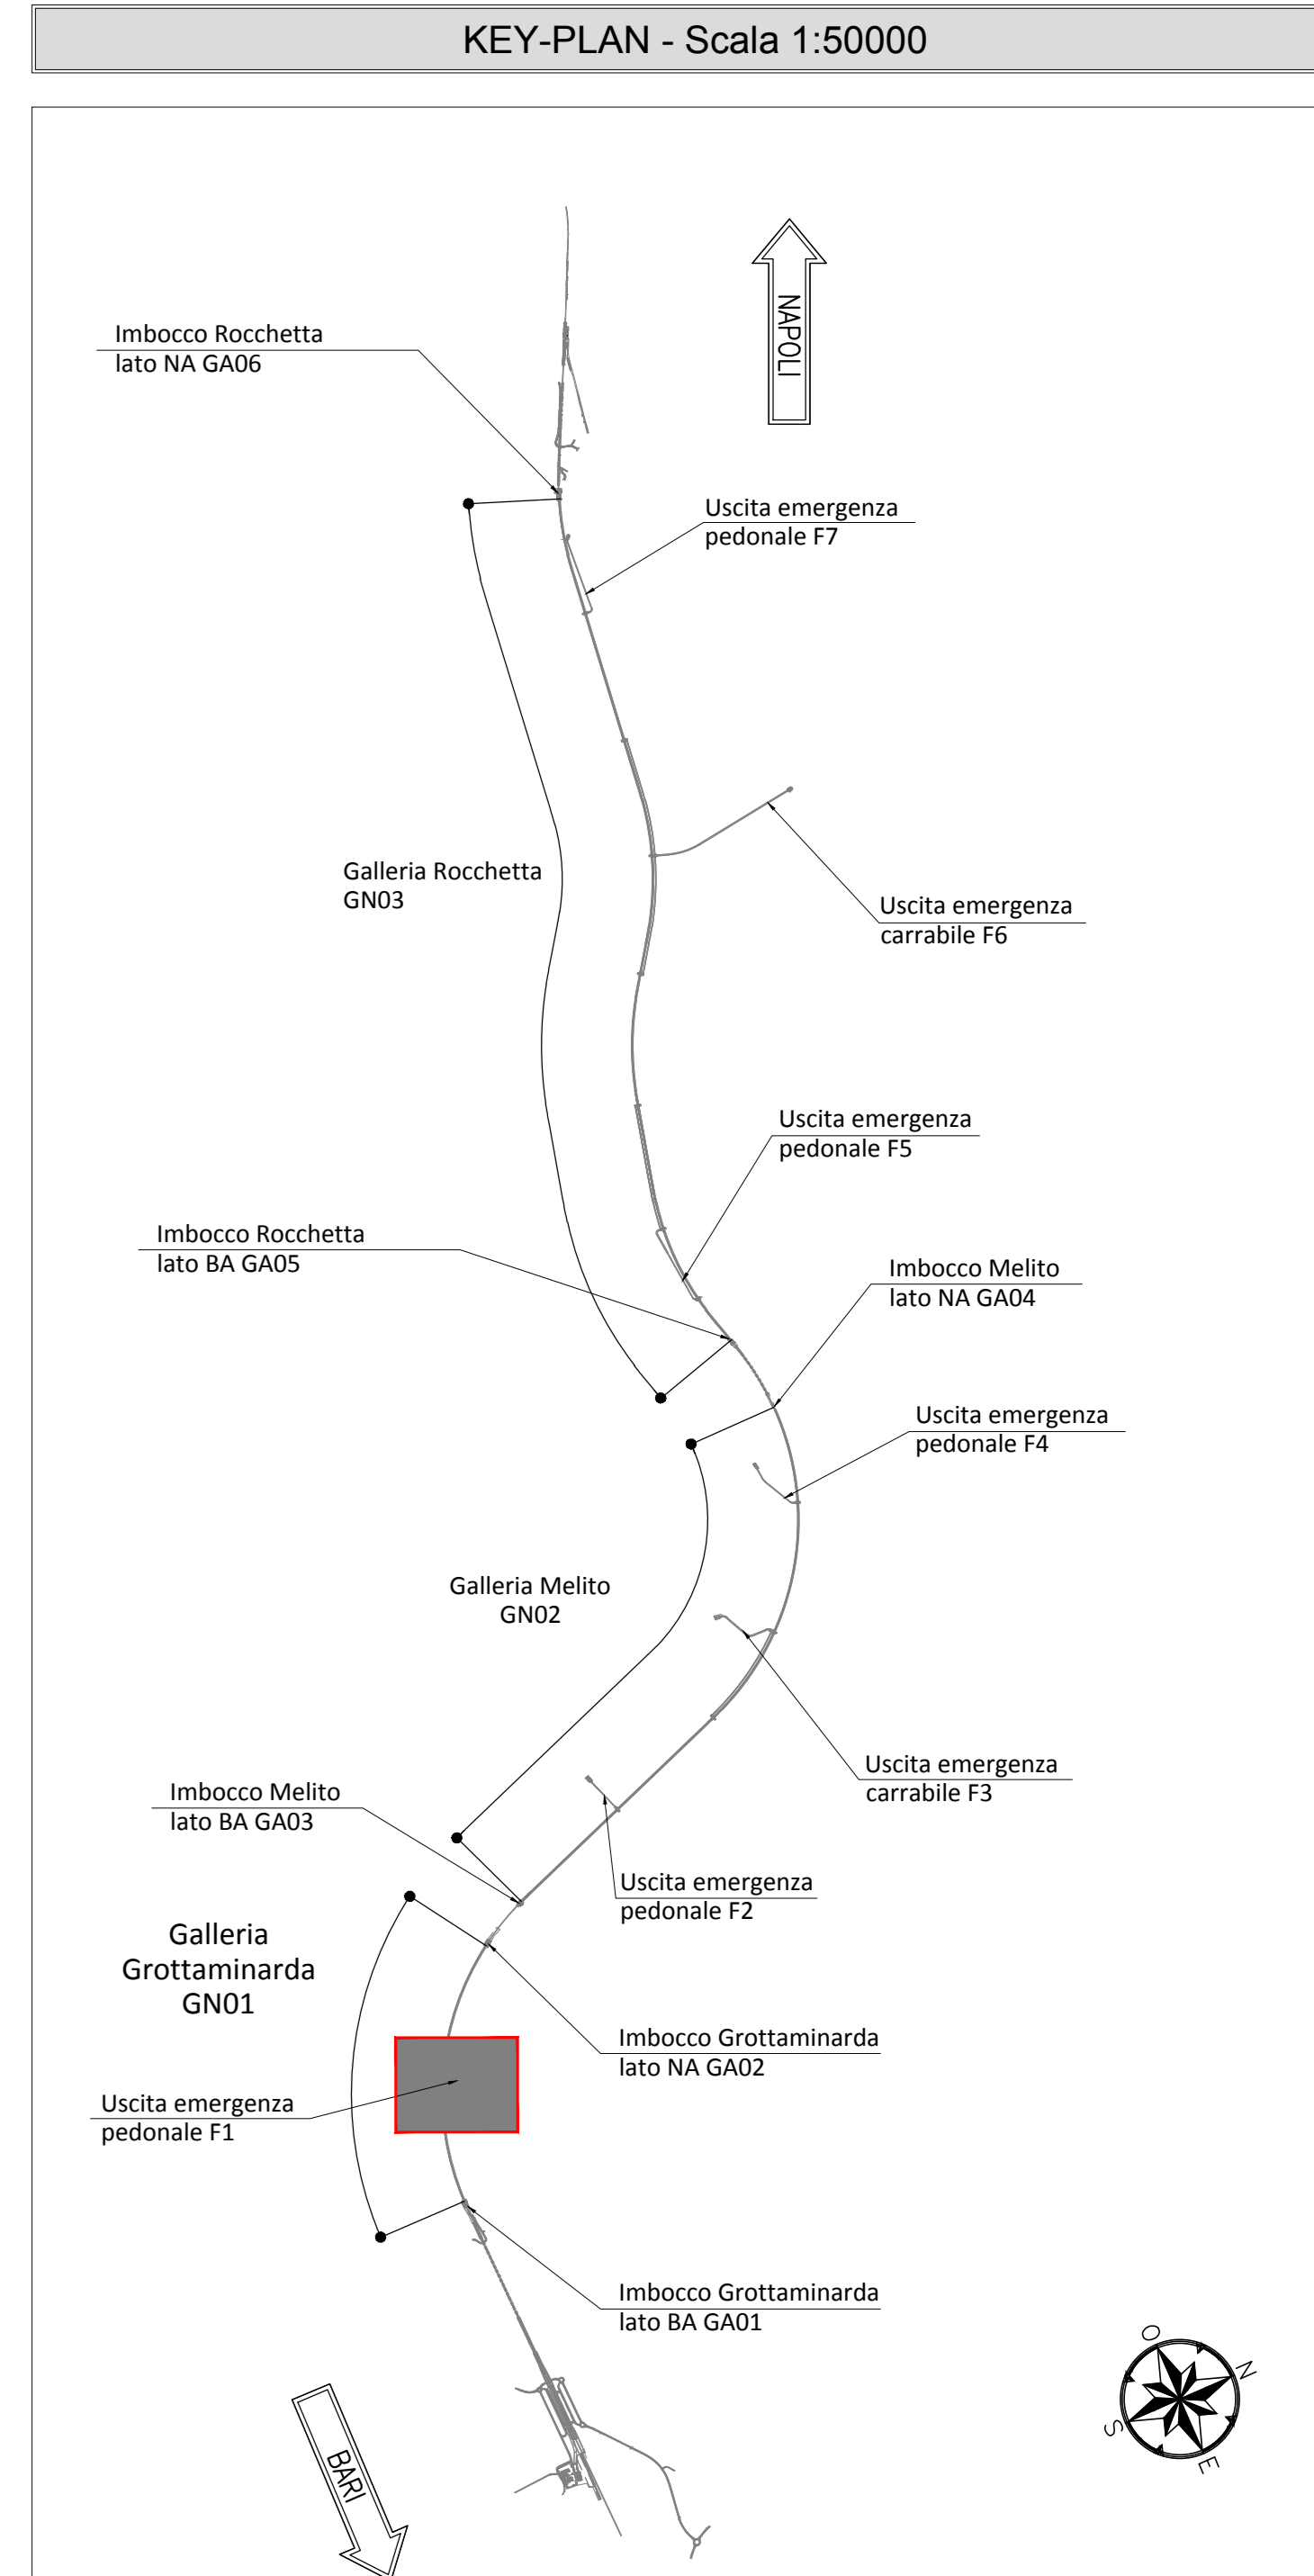 KEY-PLAN - Scala 1:50000
NAPOLI
Imbocco Rocchetta
lato NA GA06
Uscita emergenza
pedonale F7
Galleria Rocchetta
GN03
Uscita emergenza
carrabile F6
Uscita emergenza
pedonale F5
Imbocco Rocchetta
lato BA GA05
Imbocco Melito
lato NA GA04
Uscita emergenza
pedonale F4
Galleria Melito
GN02
Uscita emergenza
carrabile F3
Imbocco Melito
lato BA GA03
Uscita emergenza
pedonale F2
Galleria
Grottaminarda
GN01
Imbocco Grottaminarda
lato NA GA02
Uscita emergenza
pedonale F1
Imbocco Grottaminarda
lato BA GA01
BARI
O
N
S
E